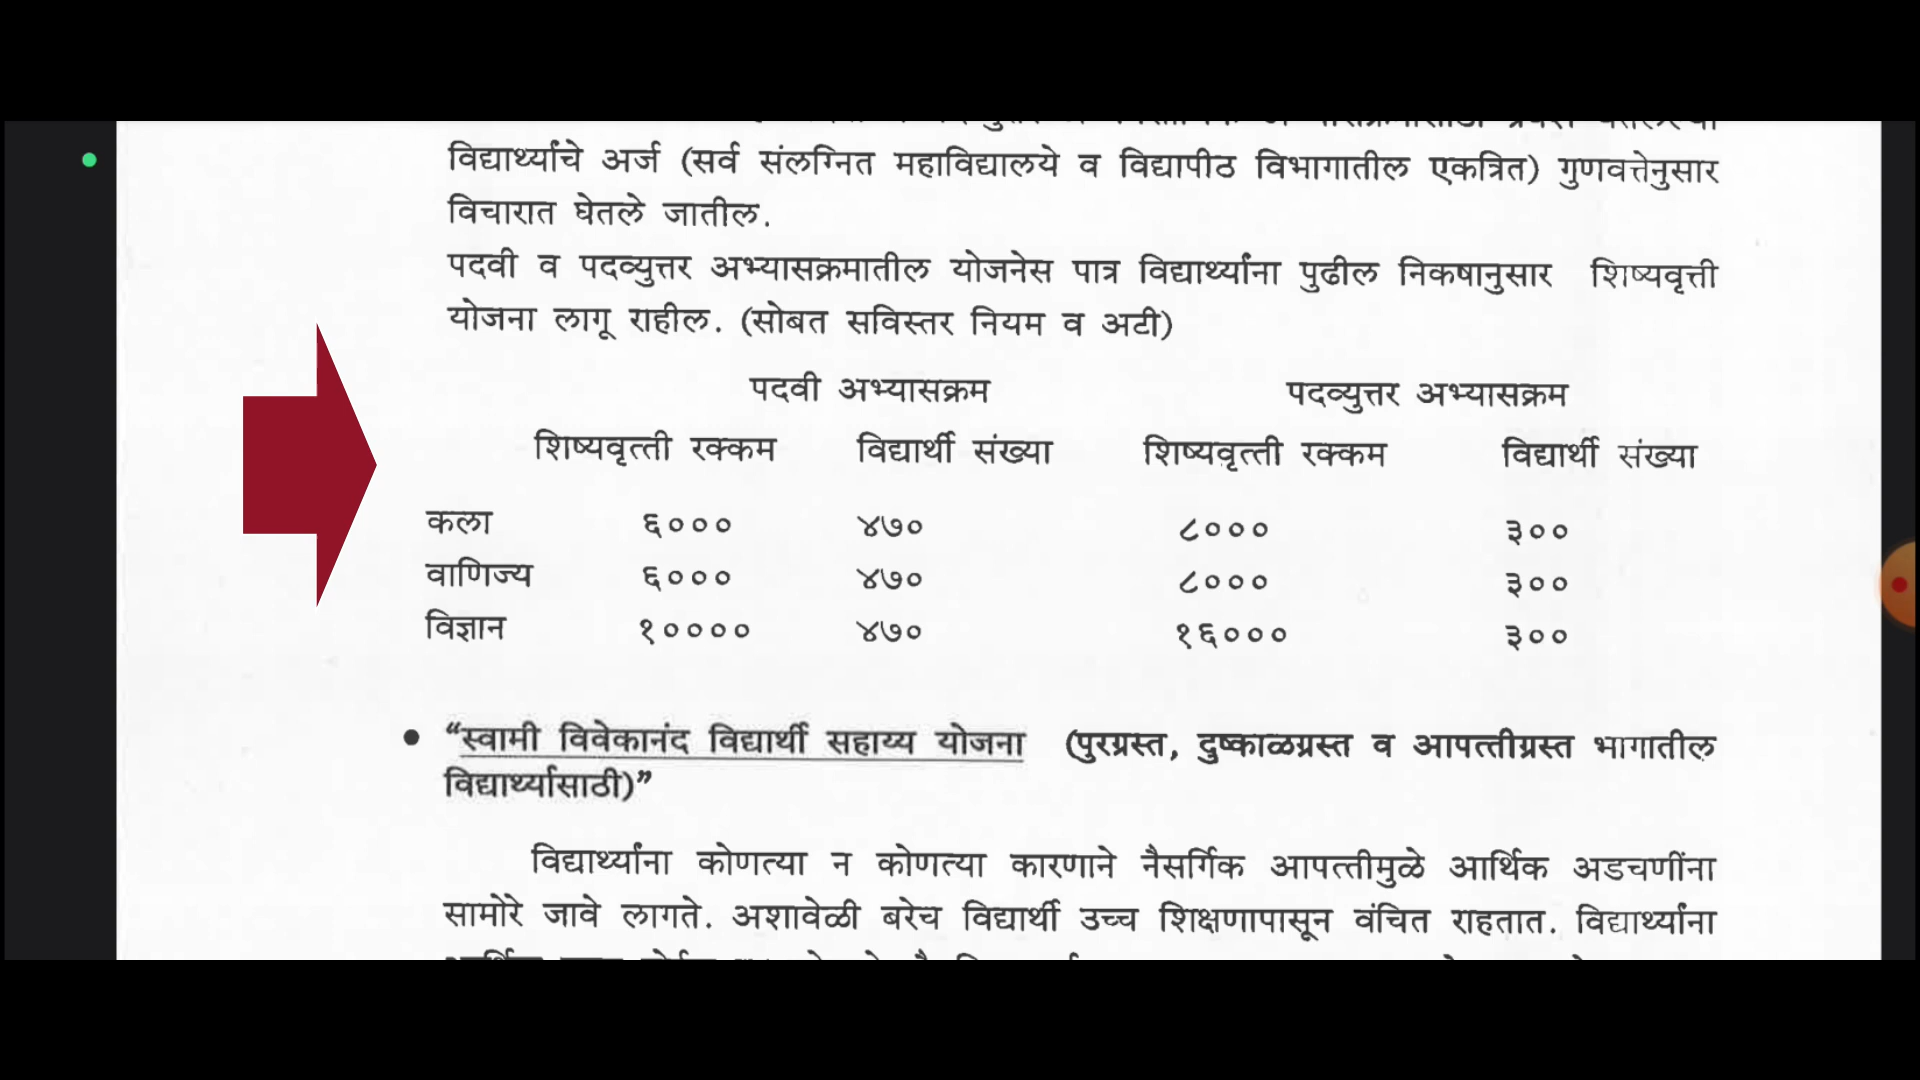 विद्यार्थ्यांचे अर्ज (सर्व संलग्नित महाविद्यालये व विद्यापीठ विभागातील एकत्रित) गुणवत्तेनुसार
विचारात घेतले जातील.
पदवी व पदव्युत्तर अभ्यासक्रमातील योजनेस पात्र विद्यार्थ्यांना पुढील निकषानुसार शिष्यवृत्ती
योजना लागू राहील. (सोबत सविस्तर नियम व अटी)
पदवी अभ्यासक्रम पदव्युत्तर अभ्यासक्रम
शिष्यवृत्ती रक्कम विद्यार्थी संख्या शिष्यवृत्ती रक्कम विद्यार्थी संख्या
कला ६००० ४७० ८००० ३००
वाणिज्य ६००० ४७० ८००० ३००
विज्ञान १०००० ४७० १६००० ३००
• “स्वामी विवेकानंद विद्यार्थी सहाय्य योजना (पुरग्रस्त, दुष्काळग्रस्त व आपत्तीग्रस्त भागातील
विद्यार्थ्यासाठी)”
विद्यार्थ्यांना कोणत्या न कोणत्या कारणाने नैसर्गिक आपत्तीमुळे आर्थिक अडचणींना
सामोरे जावे लागते. अशावेळी बरेच विद्यार्थी उच्च शिक्षणापासून वंचित राहतात. विद्यार्थ्यांना